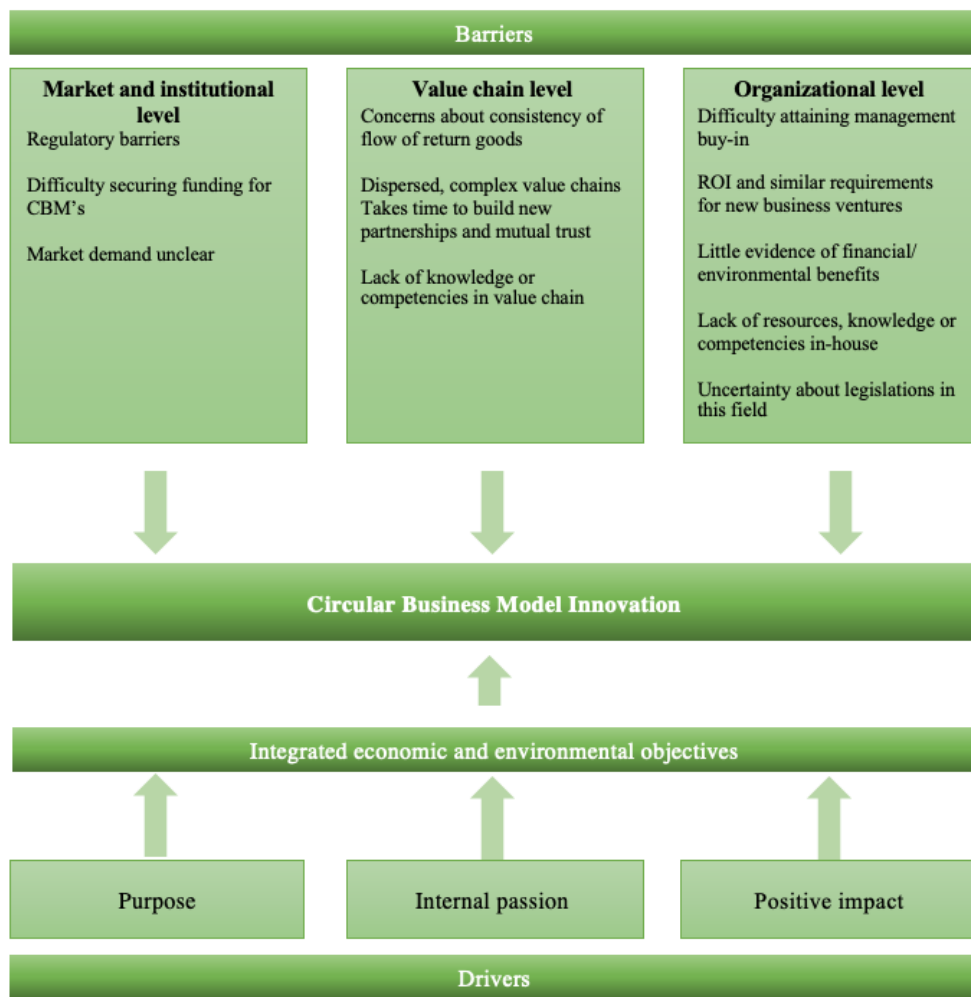 Barriers
Market and institutional
level
Regulatory barriers
Difficulty securing funding for
CBM's
Market demand unclear
Value chain level
Concerns about consistency of
flow of return goods
Dispersed, complex value chains
Takes time to build new
partnerships and mutual trust
Lack of knowledge or
competencies in value chain
Organizational level
Difficulty attaining management
buy-in
ROI and similar requirements
for new business ventures
Little evidence of financial/
environmental benefits
Lack of resources, knowledge or
competencies in-house
Uncertainty about legislations in
this field
Circular Business Model Innovation
Integrated economic and environmental objectives
Purpose
Internal passion
Positive impact
Drivers